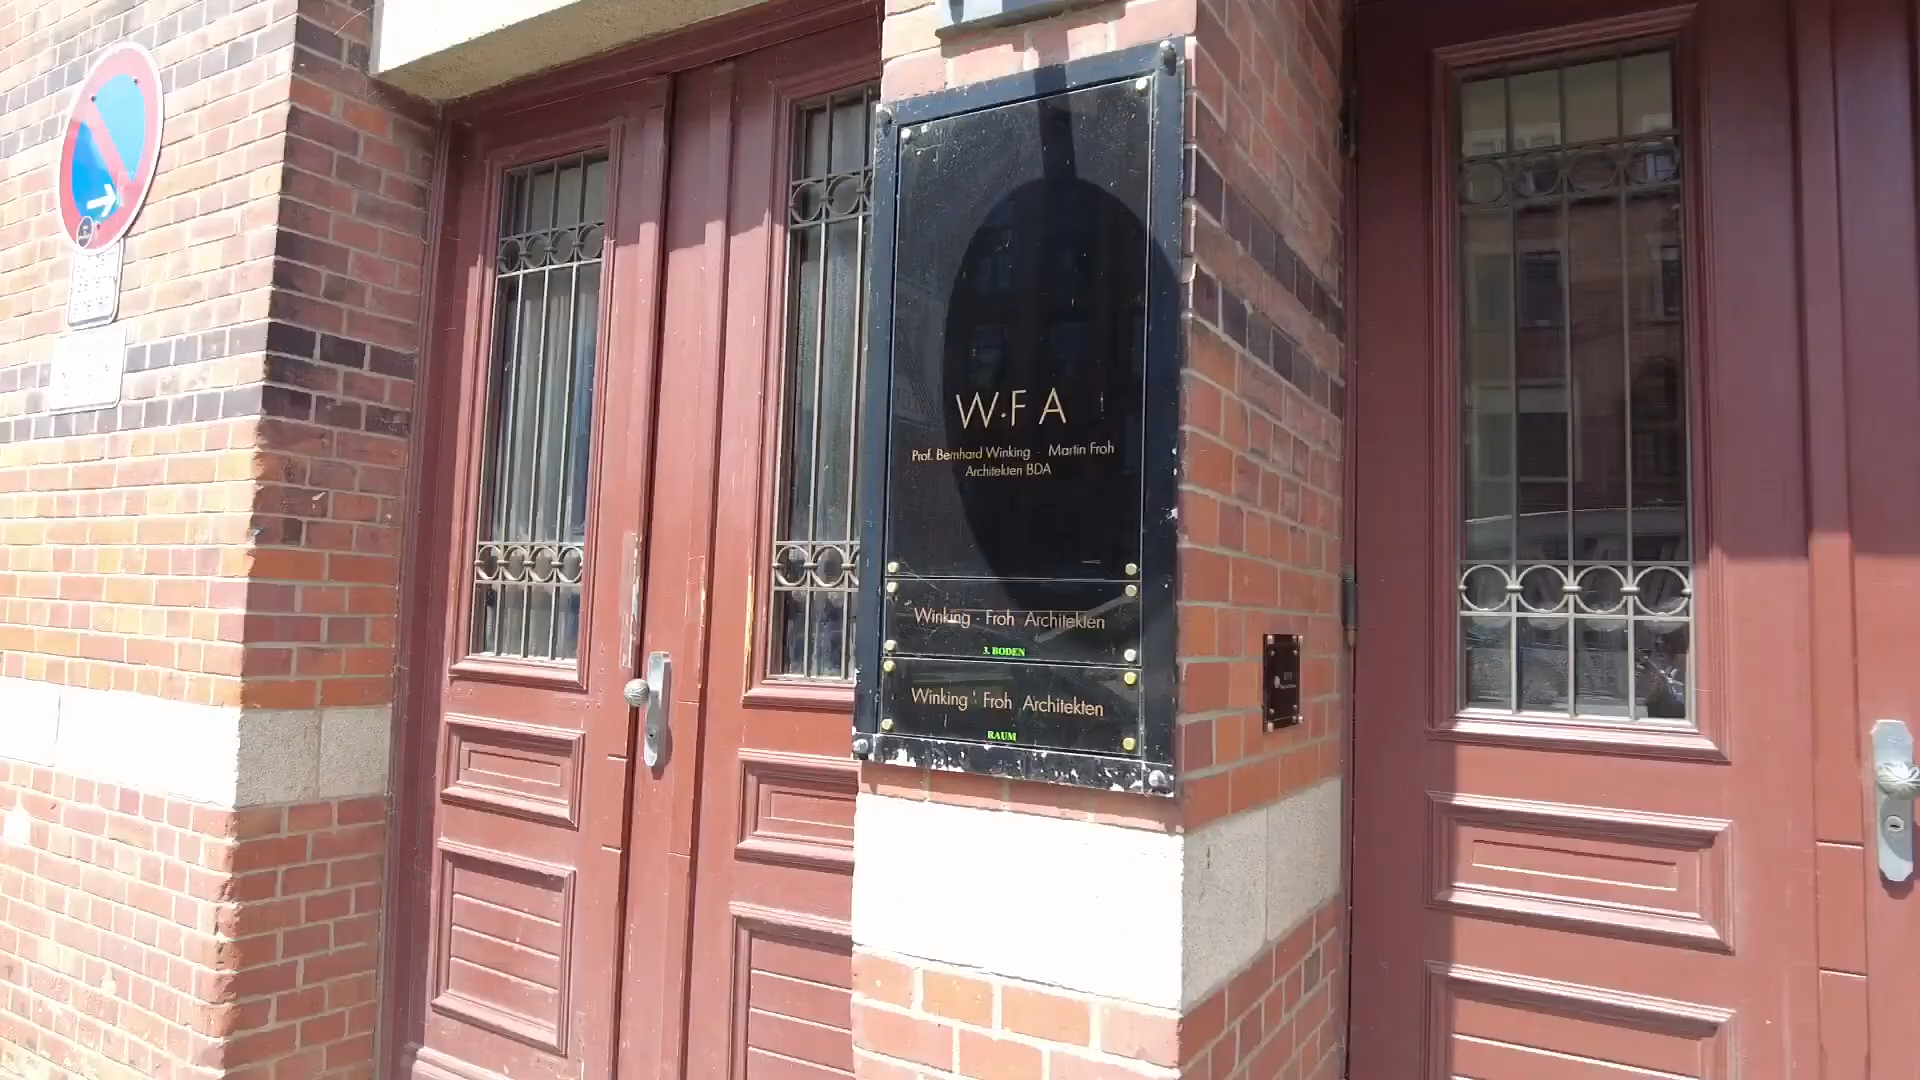 W·F A
Prof. Bernhard Winking · Martin Froh
Architekten BDA
Winking · Froh Architekten
3. BODEN
Winking · Froh Architekten
RAUM